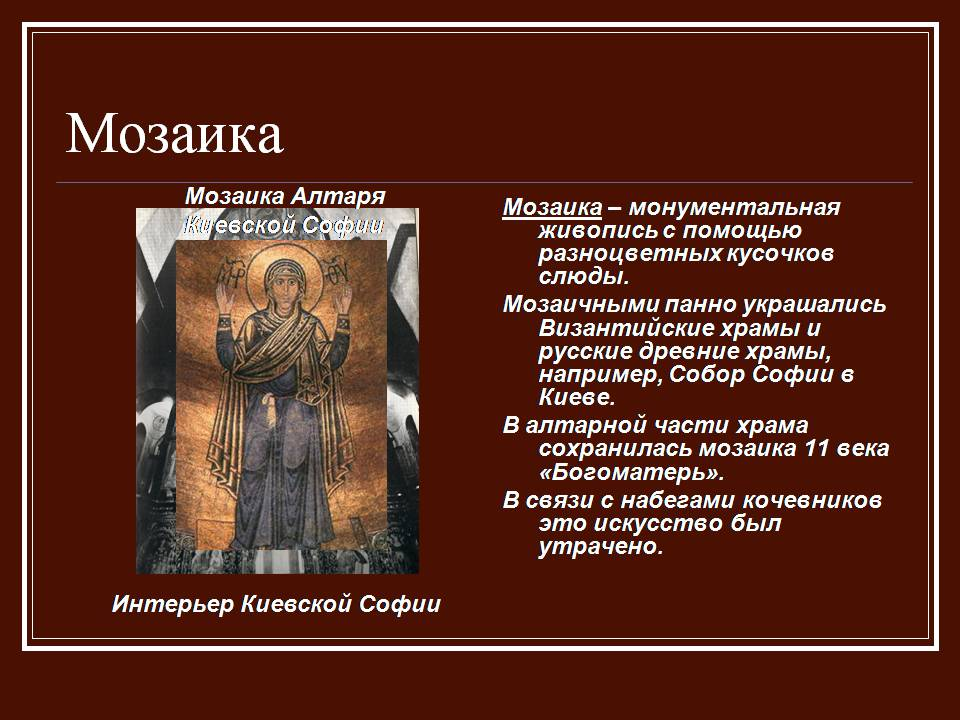 Мозаика
Мозаика Алтаря
Киевской Софии
МР ѲУ
Интерьер Киевской Софии
Мозаика – монументальная
живопись с помощью
разноцветных кусочков
слюды.
Мозаичными панно украшались
Византийские храмы и
русские древние храмы,
например, Собор Софии в
Киеве.
В алтарной части храма
сохранилась мозаика 11 века
«Богоматерь».
В связи с набегами кочевников
это искусство был
утрачено.